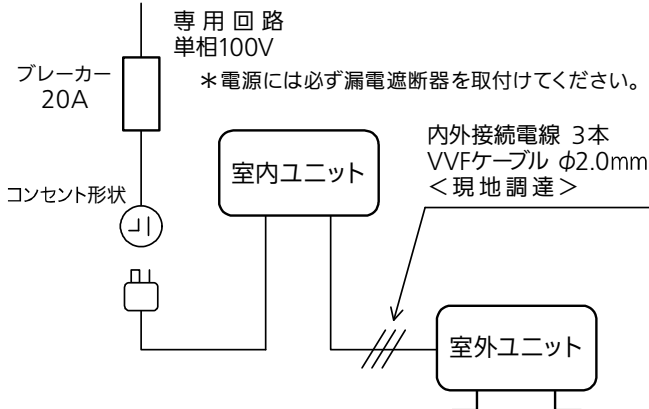 専用回路
単相100V
ブレーカー
20A
＊電源には必ず漏電遮断器を取付けてください。
内外接続電線 3本
VVFケーブル φ2.0mm
＜現地調達＞
室内ユニット
コンセント形状
室外ユニット